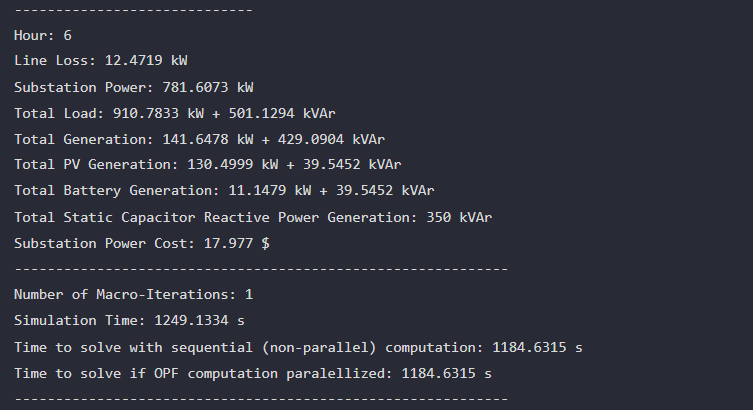 -----------------------------
Hour: 6
Line Loss: 12.4719 kW
Substation Power: 781.6073 kW
Total Load: 910.7833 kW + 501.1294 kVAr
Total Generation: 141.6478 kW + 429.0904 kVAr
Total PV Generation: 130.4999 kW + 39.5452 kVAr
Total Battery Generation: 11.1479 kW + 39.5452 kVAr
Total Static Capacitor Reactive Power Generation: 350 kVAr
Substation Power Cost: 17.977 $
------------------------------------------------------------
Number of Macro-Iterations: 1
Simulation Time: 1249.1334 s
Time to solve with sequential (non-parallel) computation: 1184.6315 s
Time to solve if OPF computation paralellized: 1184.6315 s
------------------------------------------------------------